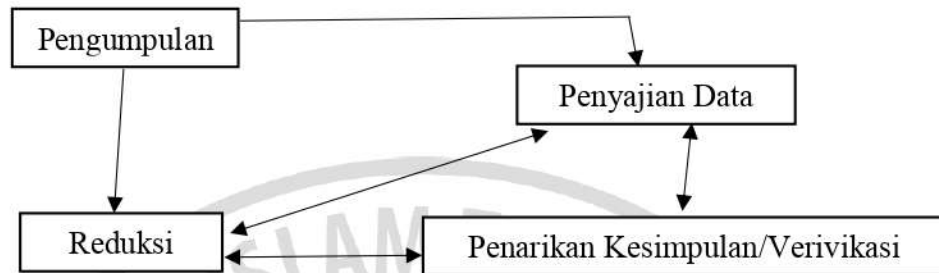 Pengumpulan
Penyajian Data
Reduksi
Penarikan Kesimpulan/Verivikasi